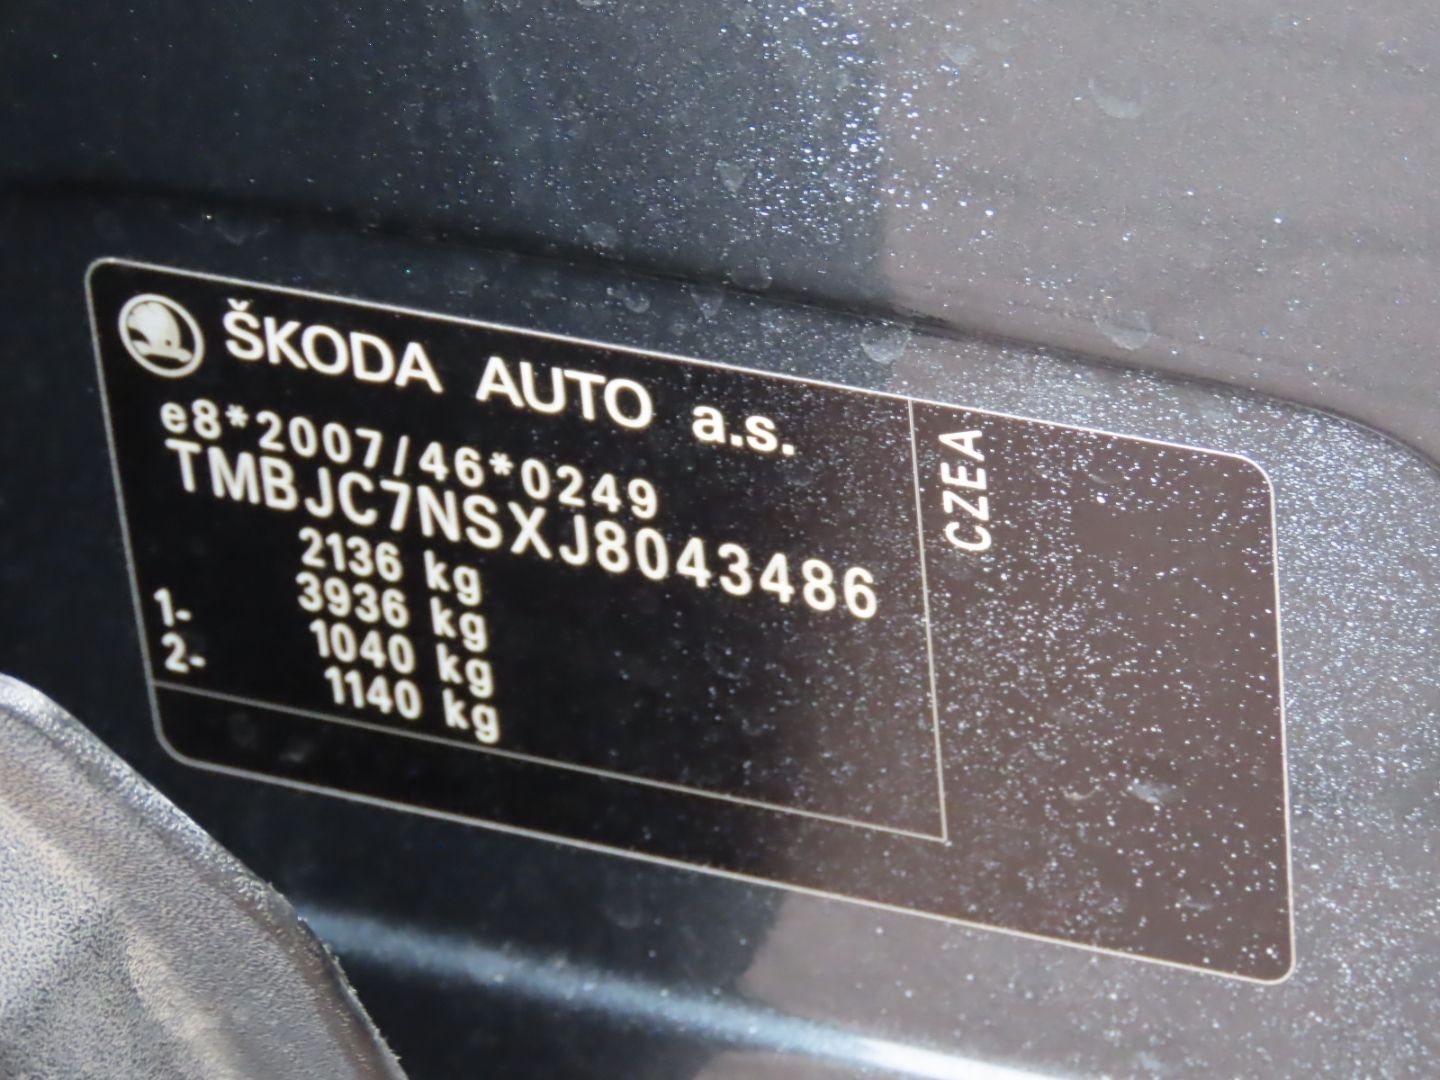 ŠKODA AUTO a.s.
e8*2007/46*0249
TMBJC7NSXJ8043486
2136 kg
3936 kg
1- 1040 kg
2- 1140 kg
CZEA